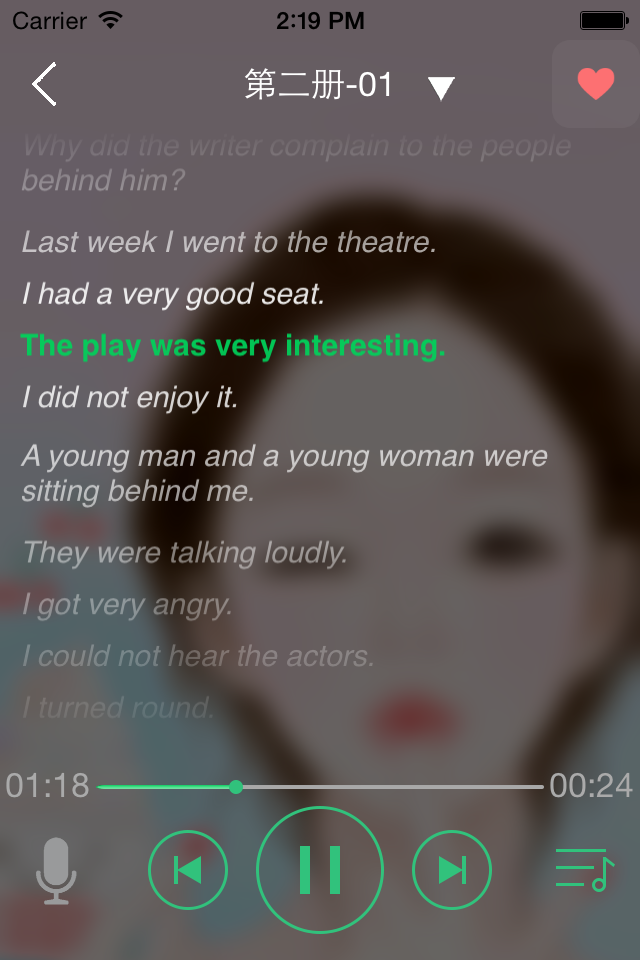 Carrier
2:19 PM
第二册-01
Why did the writer complain to the people
behind him?
Last week I went to the theatre.
I had a very good seat.
The play was very interesting.
I did not enjoy it.
A young man and a young woman were
sitting behind me.
They were talking loudly.
I got very angry.
I could not hear the actors.
I turned round.
01:18
00:24